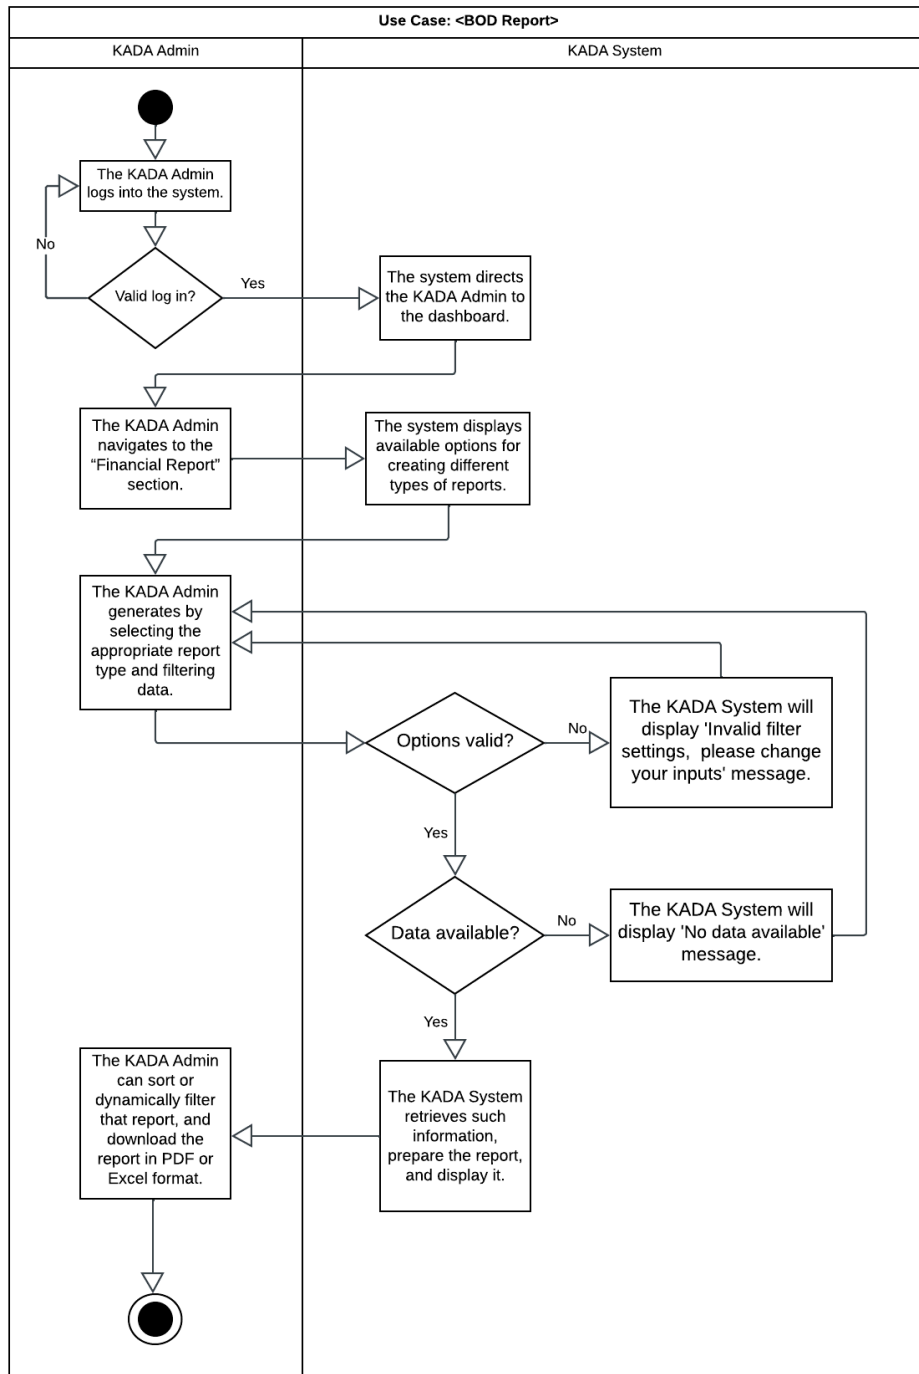 Use Case: <BOD Report>
KADA Admin
KADA System
The KADA Admin
logs into the system.
No
Valid log in?
Yes
The system directs
the KADA Admin to
the dashboard.
The KADA Admin
navigates to the
“Financial Report”
section.
The system displays
available options for
creating different
types of reports.
The KADA Admin
generates by
selecting the
appropriate report
type and filtering
data.
Options valid?
No
The KADA System will
display 'Invalid filter
settings,  please change
your inputs' message.
Yes
Data available?
No
The KADA System will
display 'No data available'
message.
Yes
The KADA Admin
can sort or
dynamically filter
that report, and
download the
report in PDF or
Excel format.
The KADA System
retrieves such
information,
prepare the report,
and display it.